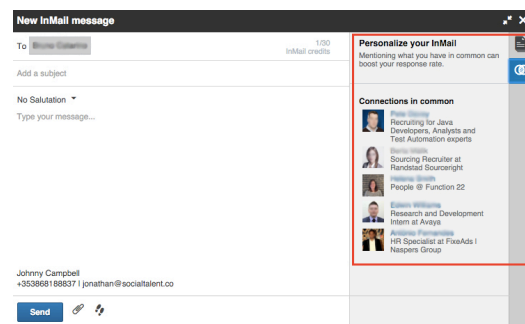 New InMail message
To
1/30
InMail credits
Add a subject
No Salutation
Type your message...
Johnny Campbell
+353868188837 | jonathan@socialtalent.co
Send
Personalize your InMail
Mentioning what you have in common can
boost your response rate.
Connections in common
Recruiting for Java
Developers, Analysts and
Test Automation experts
Sourcing Recruiter at
Randstad Sourceright
People @ Function 22
Research and Development
Intern at Avaya
HR Specialist at FixeAds |
Naspers Group